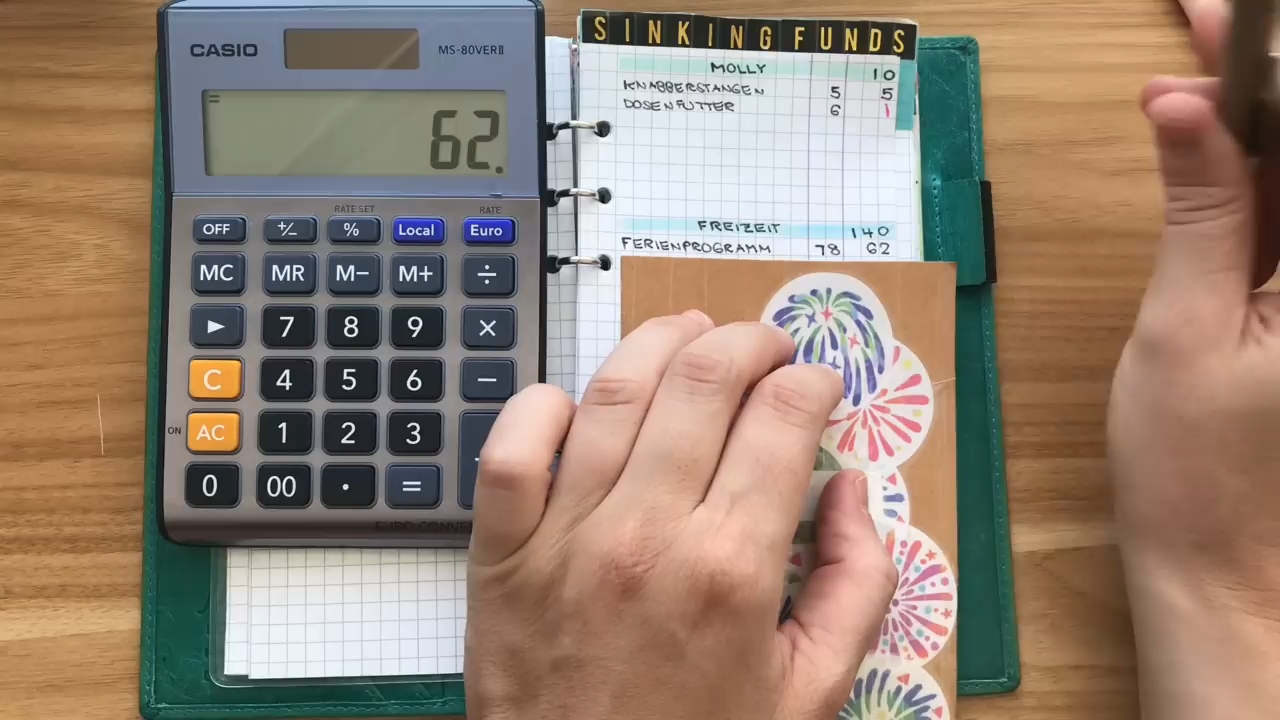 CASIO
MS-80VERII
=
62.
RATE SET
RATE
OFF
+/−
%
Local
Euro
MC
MR
M−
M+
÷
►
7
8
9
×
C
4
5
6
−
ON
AC
1
2
3
0
00
·
=
SINKING FUNDS
MOLLY 10
KNABBERSTANGEN 5 5
DOSENFUTTER 6 1
FREIZEIT 140
FERIENPROGRAMM 78 62